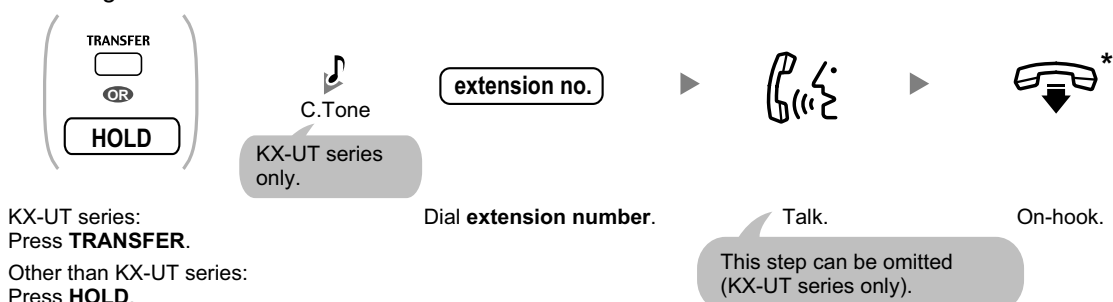 TRANSFER
OR
HOLD
C.Tone
KX-UT series
only.
extension no.
*
KX-UT series:
Press TRANSFER.
Other than KX-UT series:
Press HOLD.
Dial extension number.
Talk.
This step can be omitted
(KX-UT series only).
On-hook.